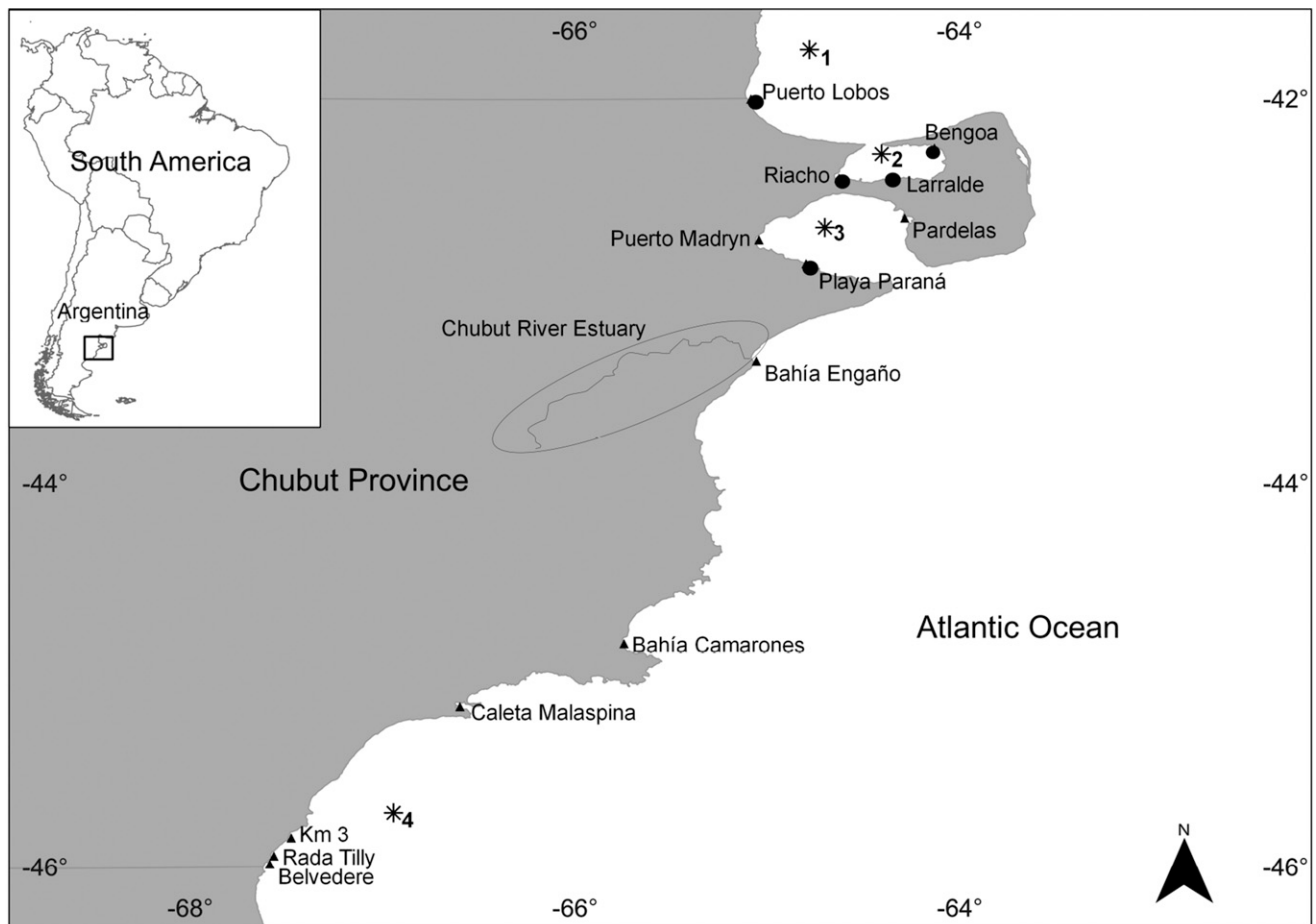 -66°
-64°
1
Puerto Lobos
-42°
South America
Bengoa
2
Riacho
Larralde
Pardelas
3
Puerto Madryn
Playa Paraná
Argentina
Chubut River Estuary
Bahía Engaño
-44°
Chubut Province
-44°
Atlantic Ocean
Bahía Camarones
Caleta Malaspina
4
Km 3
Rada Tilly
Belvedere
N
-46°
-46°
-68°
-66°
-64°